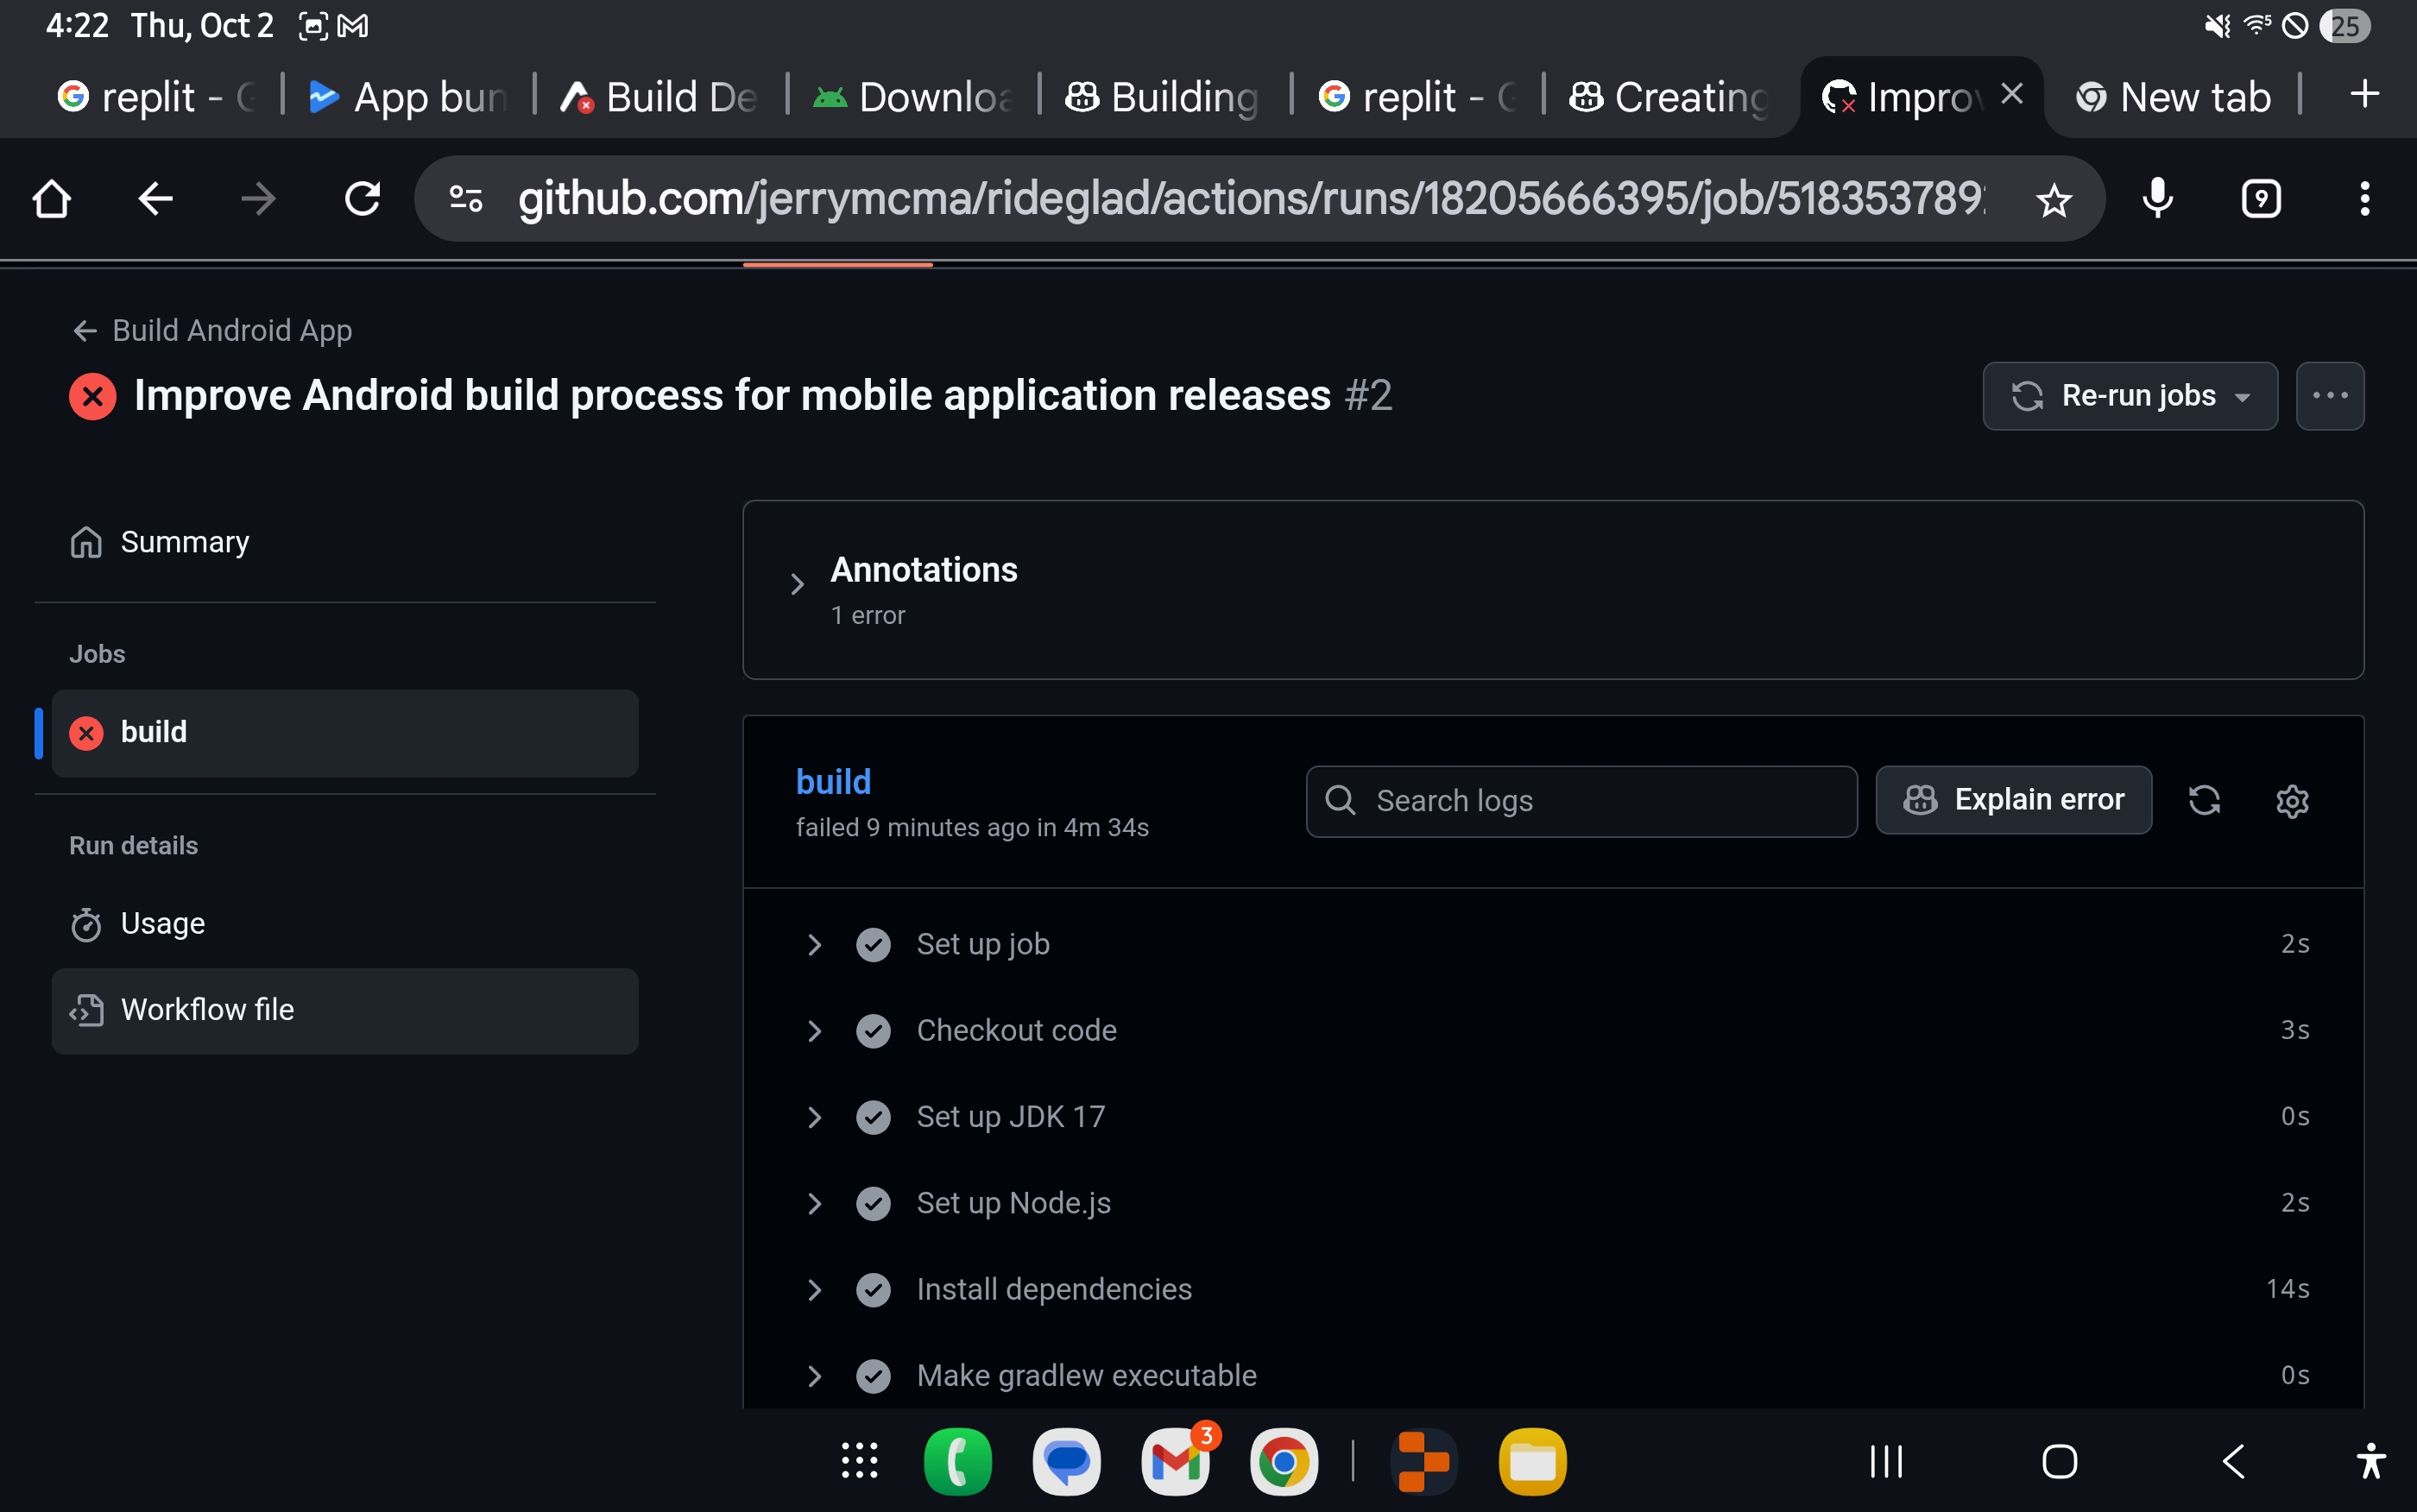 4:22 Thu, Oct 2
25
replit -
App bun
Build De
Downloa
Building
replit -
Creating
Improv
New tab
github.com/jerrymcma/rideglad/actions/runs/18205666395/job/518353789
9
Build Android App
Improve Android build process for mobile application releases #2
Re-run jobs
Summary
Annotations
1 error
Jobs
build
build
failed 9 minutes ago in 4m 34s
Search logs
Explain error
Run details
Usage
Workflow file
Set up job 2s
Checkout code 3s
Set up JDK 17 0s
Set up Node.js 2s
Install dependencies 14s
Make gradlew executable 0s
3